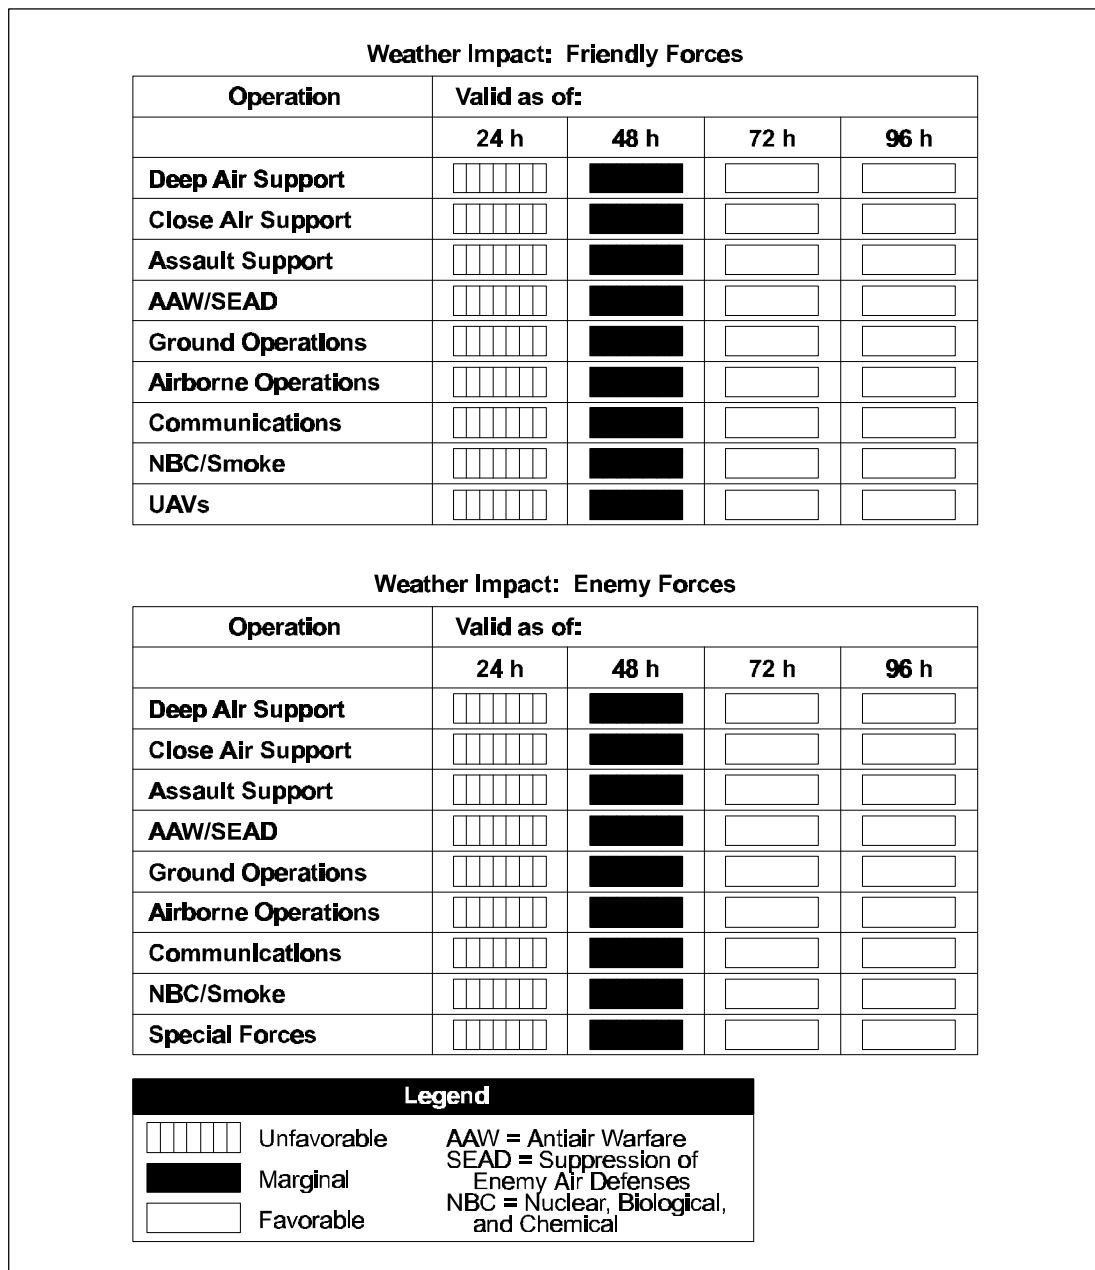 Weather Impact: Friendly Forces
Operation Valid as of:
24 h 48 h 72 h 96 h
Deep Air Support
Close Air Support
Assault Support
AAW/SEAD
Ground Operations
Airborne Operations
Communications
NBC/Smoke
UAVs
Weather Impact: Enemy Forces
Operation Valid as of:
24 h 48 h 72 h 96 h
Deep Air Support
Close Air Support
Assault Support
AAW/SEAD
Ground Operations
Airborne Operations
Communications
NBC/Smoke
Special Forces
Legend
Unfavorable
Marginal
Favorable
AAW = Antiair Warfare
SEAD = Suppression of
Enemy Air Defenses
NBC = Nuclear, Biological,
and Chemical